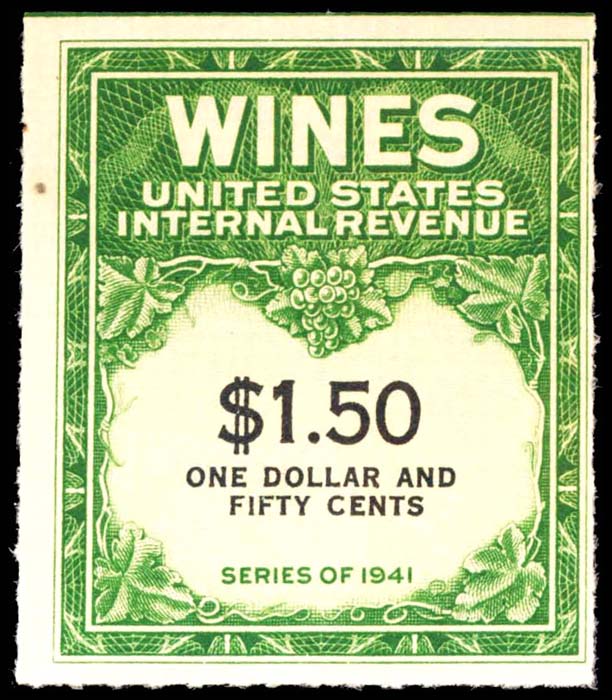 WINES
UNITED STATES
INTERNAL REVENUE
$1.50
ONE DOLLAR AND
FIFTY CENTS
SERIES OF 1941